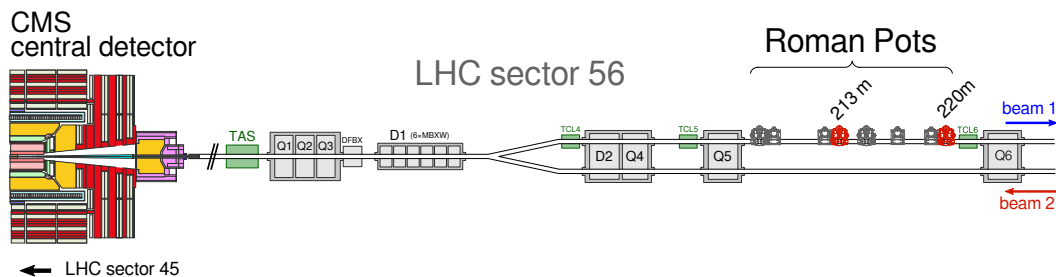 CMS
central detector
LHC sector 56
Roman Pots
213 m
220m
TAS
Q1 Q2 Q3
DFBX
D1 (6×MBXW)
TCL4
D2
Q4
TCL5
Q5
TCL6
Q6
beam 1
beam 2
LHC sector 45